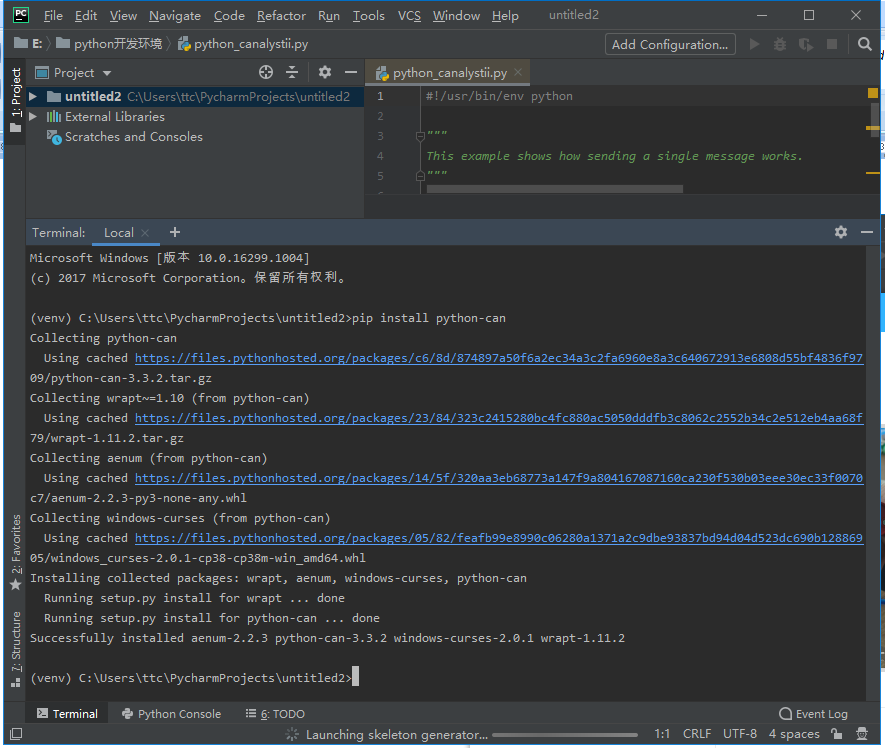 PC File Edit View Navigate Code Refactor Run Tools VCS Window Help untitled2
E: python开发环境 python_canalystii.py Add Configuration...
1: Project
Project
python_canalystii.py
untitled2 C:\Users\ttc\PycharmProjects\untitled2
External Libraries
Scratches and Consoles
1 #!/usr/bin/env python
2
3 """
4 This example shows how sending a single message works.
5 """
Terminal: Local +
Microsoft Windows [版本 10.0.16299.1004]
(c) 2017 Microsoft Corporation。保留所有权利。
(venv) C:\Users\ttc\PycharmProjects\untitled2>pip install python-can
Collecting python-can
Using cached https://files.pythonhosted.org/packages/c6/8d/874897a50f6a2ec34a3c2fa6960e8a3c640672913e6808d55bf4836f97
09/python-can-3.3.2.tar.gz
Collecting wrapt~=1.10 (from python-can)
Using cached https://files.pythonhosted.org/packages/23/84/323c2415280bc4fc880ac5050dddfb3c8062c2552b34c2e512eb4aa68f
79/wrapt-1.11.2.tar.gz
Collecting aenum (from python-can)
Using cached https://files.pythonhosted.org/packages/14/5f/320aa3eb68773a147f9a804167087160ca230f530b03eee30ec33f0070
c7/aenum-2.2.3-py3-none-any.whl
Collecting windows-curses (from python-can)
Using cached https://files.pythonhosted.org/packages/05/82/feafb99e8990c06280a1371a2c9dbe93837bd94d04d523dc690b128869
05/windows_curses-2.0.1-cp38-cp38m-win_amd64.whl
Installing collected packages: wrapt, aenum, windows-curses, python-can
Running setup.py install for wrapt ... done
Running setup.py install for python-can ... done
Successfully installed aenum-2.2.3 python-can-3.3.2 windows-curses-2.0.1 wrapt-1.11.2
(venv) C:\Users\ttc\PycharmProjects\untitled2>
2: Favorites
7: Structure
Terminal Python Console 6: TODO Event Log
Launching skeleton generator... 1:1 CRLF UTF-8 4 spaces